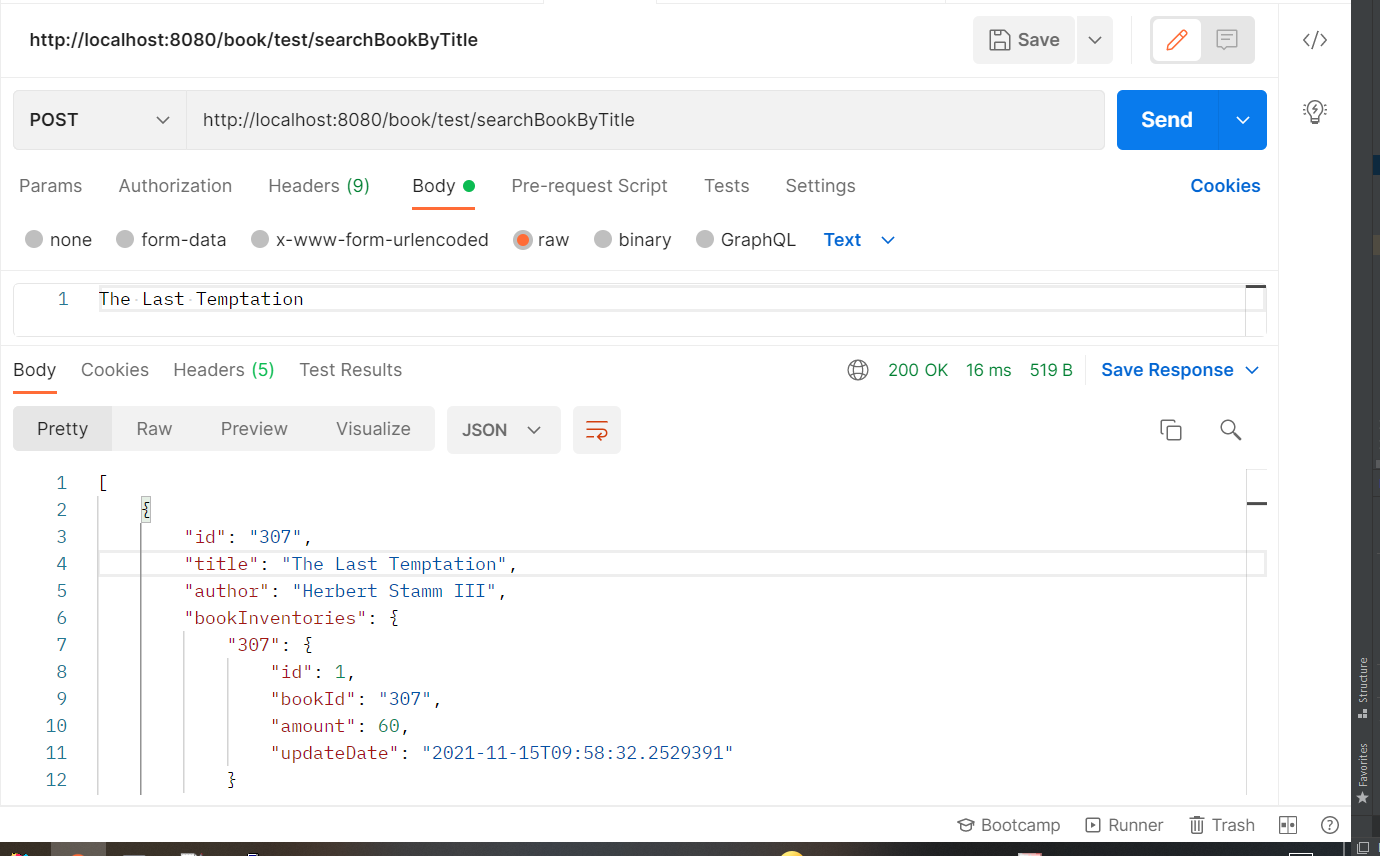 http://localhost:8080/book/test/searchBookByTitle
Save
POST
http://localhost:8080/book/test/searchBookByTitle
Send
Params Authorization Headers (9) Body Pre-request Script Tests Settings Cookies
none form-data x-www-form-urlencoded raw binary GraphQL Text
1 The Last Temptation
Body Cookies Headers (5) Test Results 200 OK 16 ms 519 B Save Response
Pretty Raw Preview Visualize JSON
1 [
2 {
3 "id": "307",
4 "title": "The Last Temptation",
5 "author": "Herbert Stamm III",
6 "bookInventories": {
7 "307": {
8 "id": 1,
9 "bookId": "307",
10 "amount": 60,
11 "updateDate": "2021-11-15T09:58:32.2529391"
12 }
Structure
Favorites
Bootcamp Runner Trash